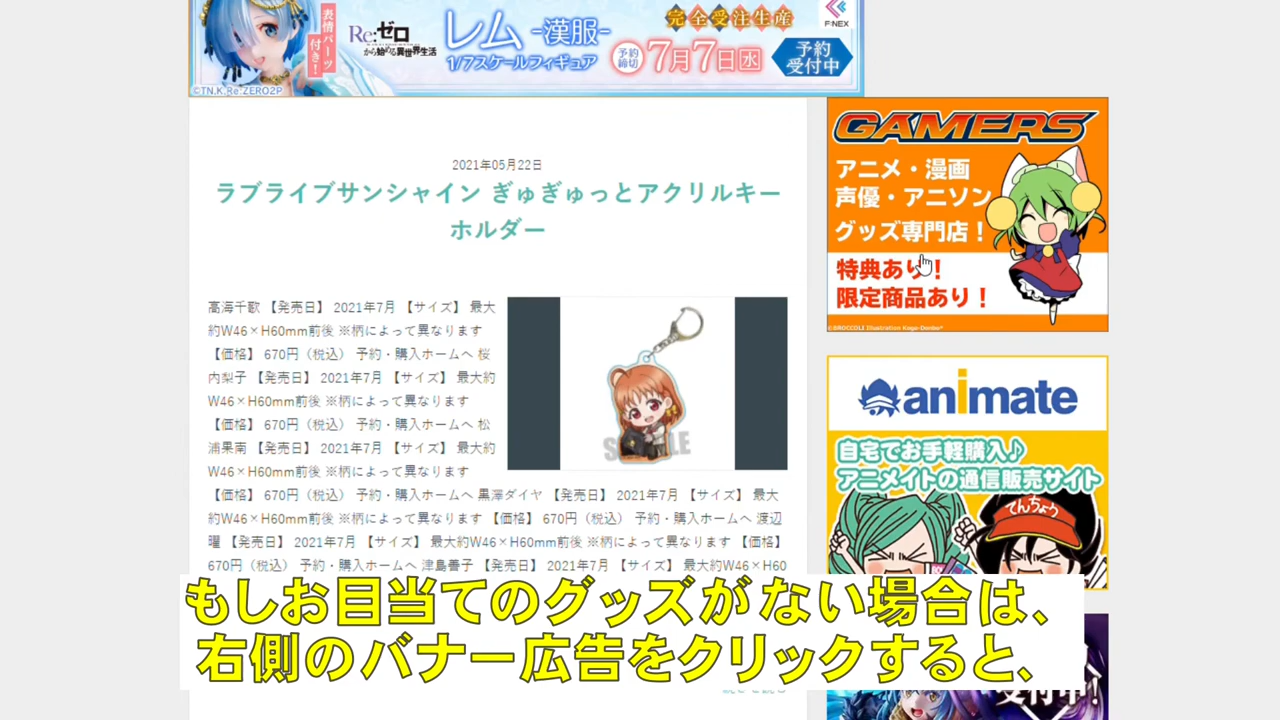 表情パーツ
付き!
Re:ゼロ
から始める異世界生活
レム-漢服-
1/7スケールフィギュア
完全受注生産
予約
締切
7月7日水
予約
受付中
F:NEX
©TN.K,Re:ZERO2P
2021年05月22日
ラブライブサンシャイン ぎゅぎゅっとアクリルキー
ホルダー
高海千歌 【発売日】 2021年7月 【サイズ】 最大
約W46×H60mm前後 ※柄によって異なります
【価格】 670円（税込） 予約・購入ホームへ 桜
内梨子 【発売日】 2021年7月 【サイズ】 最大約
W46×H60mm前後 ※柄によって異なります
【価格】 670円（税込） 予約・購入ホームへ 松
浦果南 【発売日】 2021年7月 【サイズ】 最大約
W46×H60mm前後 ※柄によって異なります
【価格】 670円（税込） 予約・購入ホームへ 黒澤ダイヤ 【発売日】 2021年7月 【サイズ】 最大
約W46×H60mm前後 ※柄によって異なります 【価格】 670円（税込） 予約・購入ホームへ 渡辺
曜 【発売日】 2021年7月 【サイズ】 最大約W46×H60mm前後 ※柄によって異なります 【価格】
670円（税込） 予約・購入ホームへ 津島善子 【発売日】 2021年7月 【サイズ】 最大約W46×H60
GAMERS
アニメ・漫画
声優・アニソン
グッズ専門店！
特典あり！
限定商品あり！
©BROCCOLI Illustration Koge-Donbo*
animate
自宅でお手軽購入♪
アニメイトの通信販売サイト
てんちょう
受付中!
もしお目当てのグッズがない場合は、
右側のバナー広告をクリックすると、